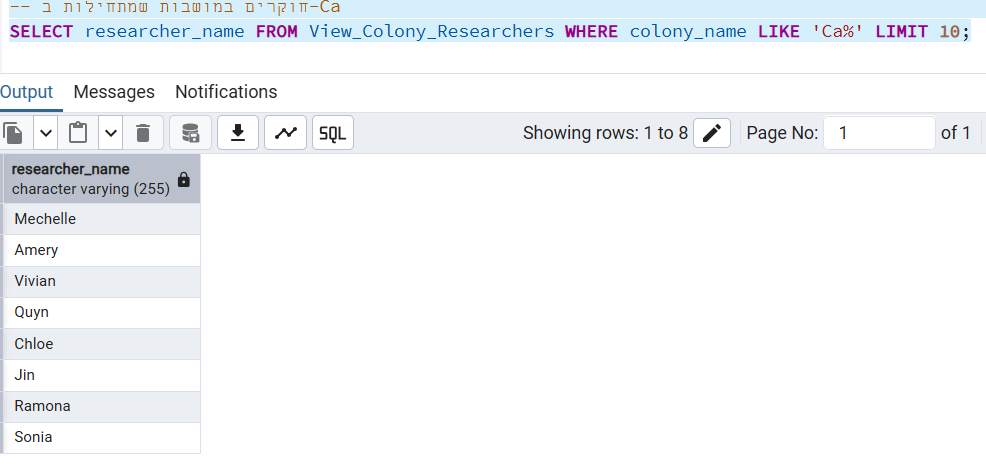 -- חוקרים במושבות שמתחילות ב-Ca
SELECT researcher_name FROM View_Colony_Researchers WHERE colony_name LIKE 'Ca%' LIMIT 10;
Output Messages Notifications
SQL Showing rows: 1 to 8 Page No: 1 of 1
researcher_name
character varying (255)
Mechelle
Amery
Vivian
Quyn
Chloe
Jin
Ramona
Sonia